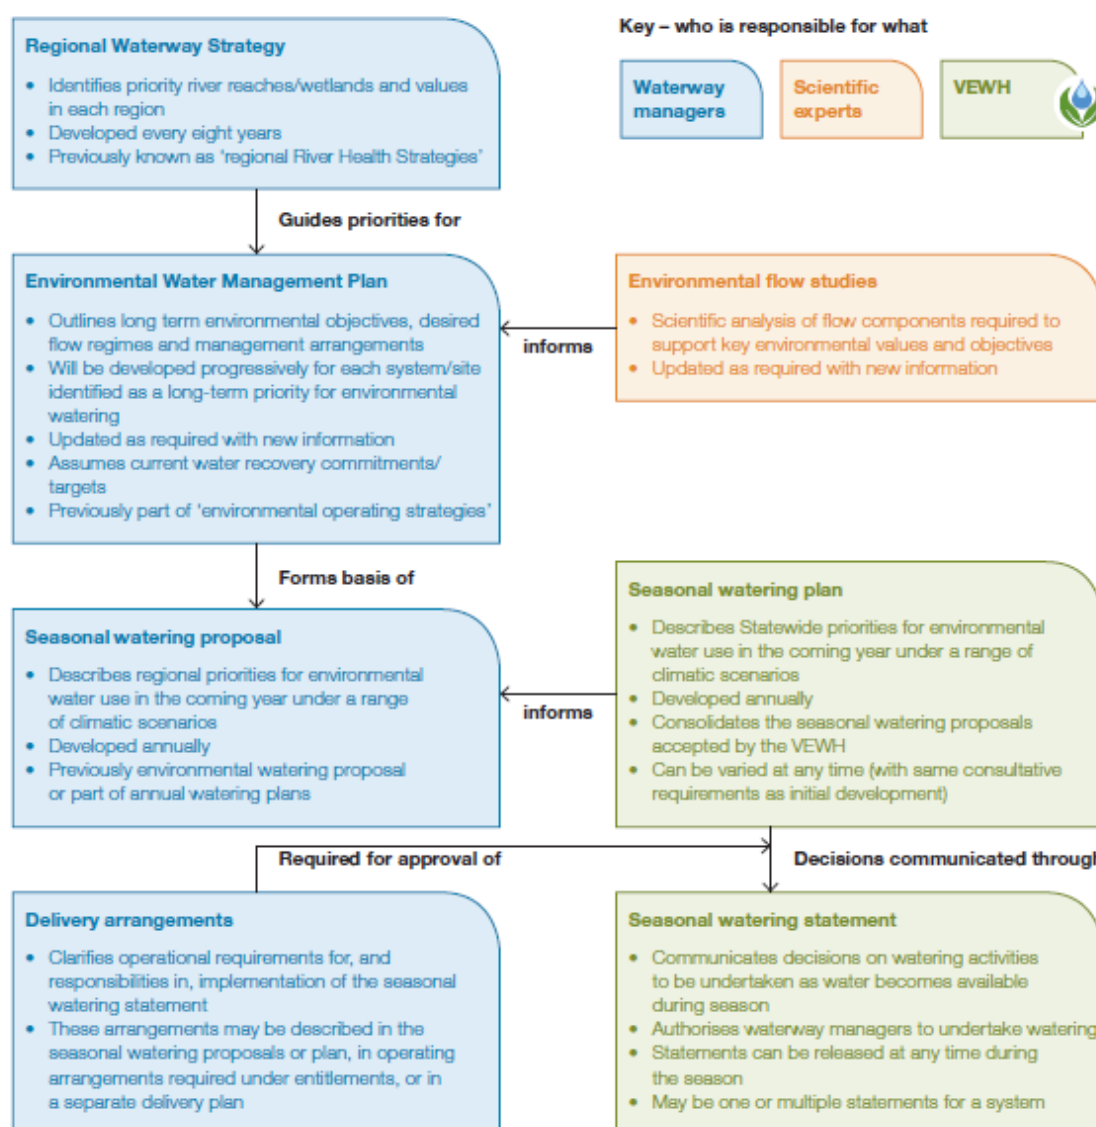 Regional Waterway Strategy
• Identifies priority river reaches/wetlands and values
in each region
• Developed every eight years
• Previously known as 'regional River Health Strategies'
Key – who is responsible for what
Waterway
managers
Scientific
experts
VEWH
Guides priorities for
Environmental Water Management Plan
• Outlines long term environmental objectives, desired
flow regimes and management arrangements
• Will be developed progressively for each system/site
identified as a long-term priority for environmental
watering
• Updated as required with new information
• Assumes current water recovery commitments/
targets
• Previously part of 'environmental operating strategies'
informs
Environmental flow studies
• Scientific analysis of flow components required to
support key environmental values and objectives
• Updated as required with new information
Forms basis of
Seasonal watering proposal
• Describes regional priorities for environmental
water use in the coming year under a range
of climatic scenarios
• Developed annually
• Previously environmental watering proposal
or part of annual watering plans
informs
Seasonal watering plan
• Describes Statewide priorities for environmental
water use in the coming year under a range of
climatic scenarios
• Developed annually
• Consolidates the seasonal watering proposals
accepted by the VEWH
• Can be varied at any time (with same consultative
requirements as initial development)
Required for approval of
Decisions communicated through
Delivery arrangements
• Clarifies operational requirements for, and
responsibilities in, implementation of the seasonal
watering statement
• These arrangements may be described in the
seasonal watering proposals or plan, in operating
arrangements required under entitlements, or in
a separate delivery plan
Seasonal watering statement
• Communicates decisions on watering activities
to be undertaken as water becomes available
during season
• Authorises waterway managers to undertake watering
• Statements can be released at any time during
the season
• May be one or multiple statements for a system